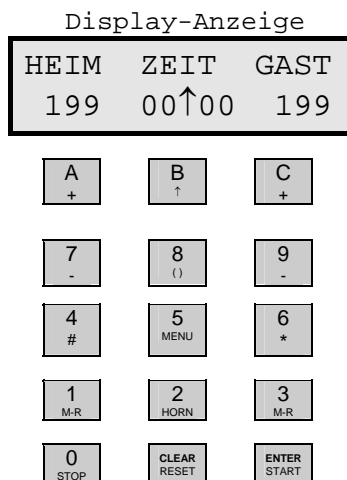 Display-Anzeige
HEIM ZEIT GAST
199 00↑00 199
A B C
+ ↑ +
7 8 9
- () -
4 5 6
# MENU *
1 2 3
M-R HORN M-R
0 CLEAR ENTER
STOP RESET START